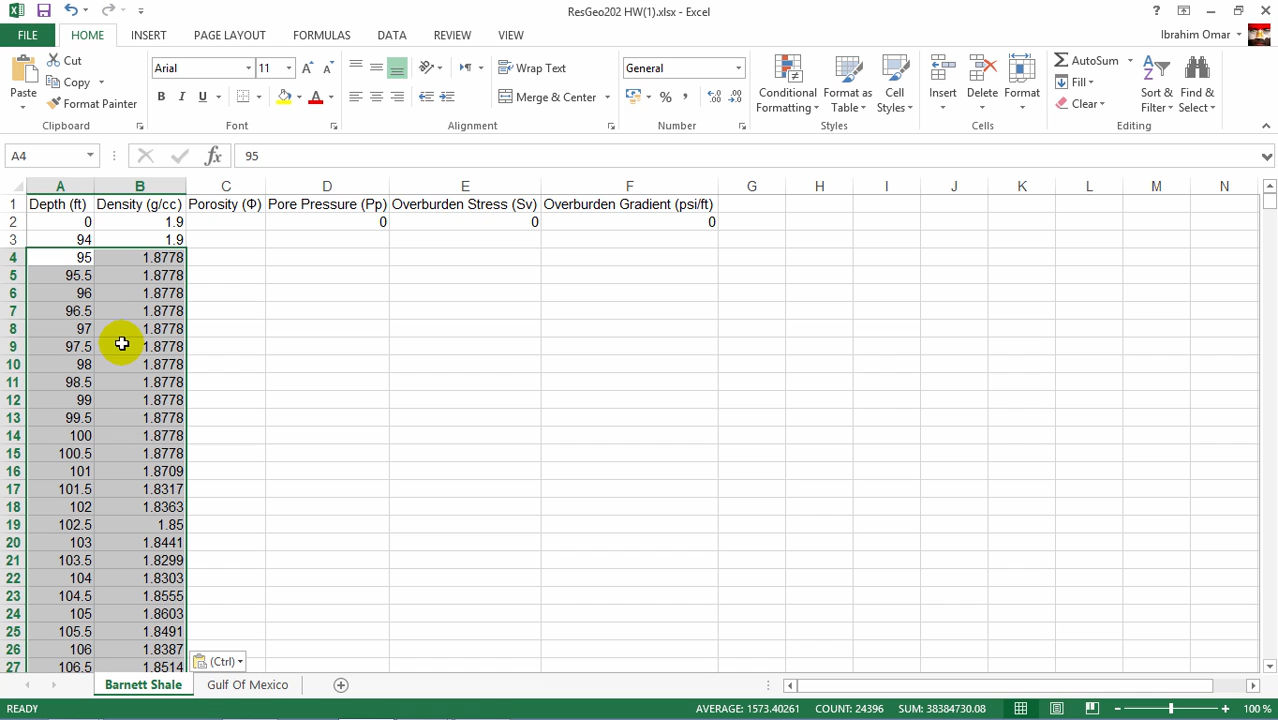 ResGeo202 HW(1).xlsx - Excel
FILE HOME INSERT PAGE LAYOUT FORMULAS DATA REVIEW VIEW Ibrahim Omar
Cut
Copy
Format Painter
Paste
Clipboard
Arial 11
B I U
Font
Wrap Text
Merge & Center
Alignment
General
% ,
Number
Conditional Formatting
Format as Table
Cell Styles
Styles
Insert Delete Format
Cells
AutoSum
Fill
Clear
Sort & Filter
Find & Select
Editing
A4 fx 95
A B C D E F G H I J K L M N
1 Depth (ft) Density (g/cc) Porosity (Φ) Pore Pressure (Pp) Overburden Stress (Sv) Overburden Gradient (psi/ft)
2 0 1.9 0 0 0
3 94 1.9
4 95 1.8778
5 95.5 1.8778
6 96 1.8778
7 96.5 1.8778
8 97 1.8778
9 97.5 1.8778
10 98 1.8778
11 98.5 1.8778
12 99 1.8778
13 99.5 1.8778
14 100 1.8778
15 100.5 1.8778
16 101 1.8709
17 101.5 1.8317
18 102 1.8363
19 102.5 1.85
20 103 1.8441
21 103.5 1.8299
22 104 1.8303
23 104.5 1.8555
24 105 1.8603
25 105.5 1.8491
26 106 1.8387
27 106.5 1.8514
(Ctrl)
Barnett Shale Gulf Of Mexico
READY AVERAGE: 1573.40261 COUNT: 24396 SUM: 38384730.08 100 %